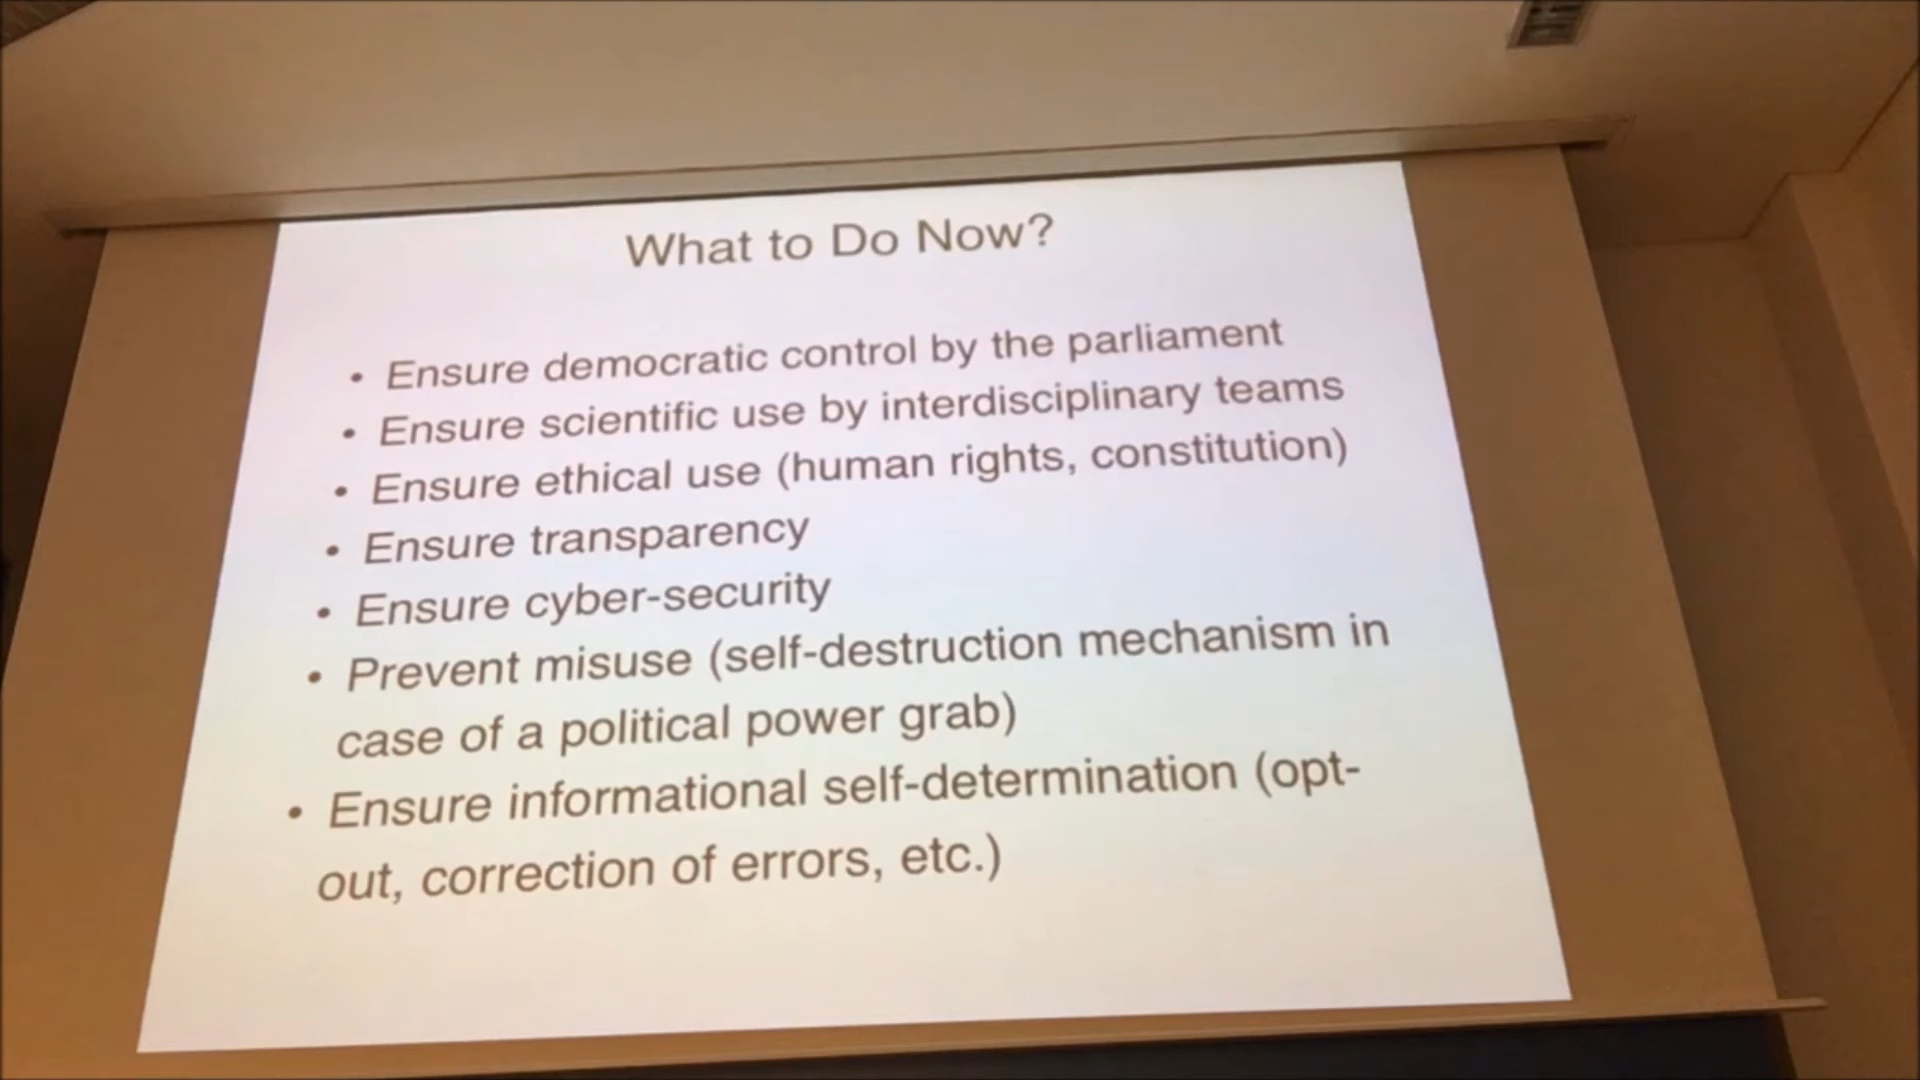 What to Do Now?
• Ensure democratic control by the parliament
• Ensure scientific use by interdisciplinary teams
• Ensure ethical use (human rights, constitution)
• Ensure transparency
• Ensure cyber-security
• Prevent misuse (self-destruction mechanism in
case of a political power grab)
• Ensure informational self-determination (opt-
out, correction of errors, etc.)